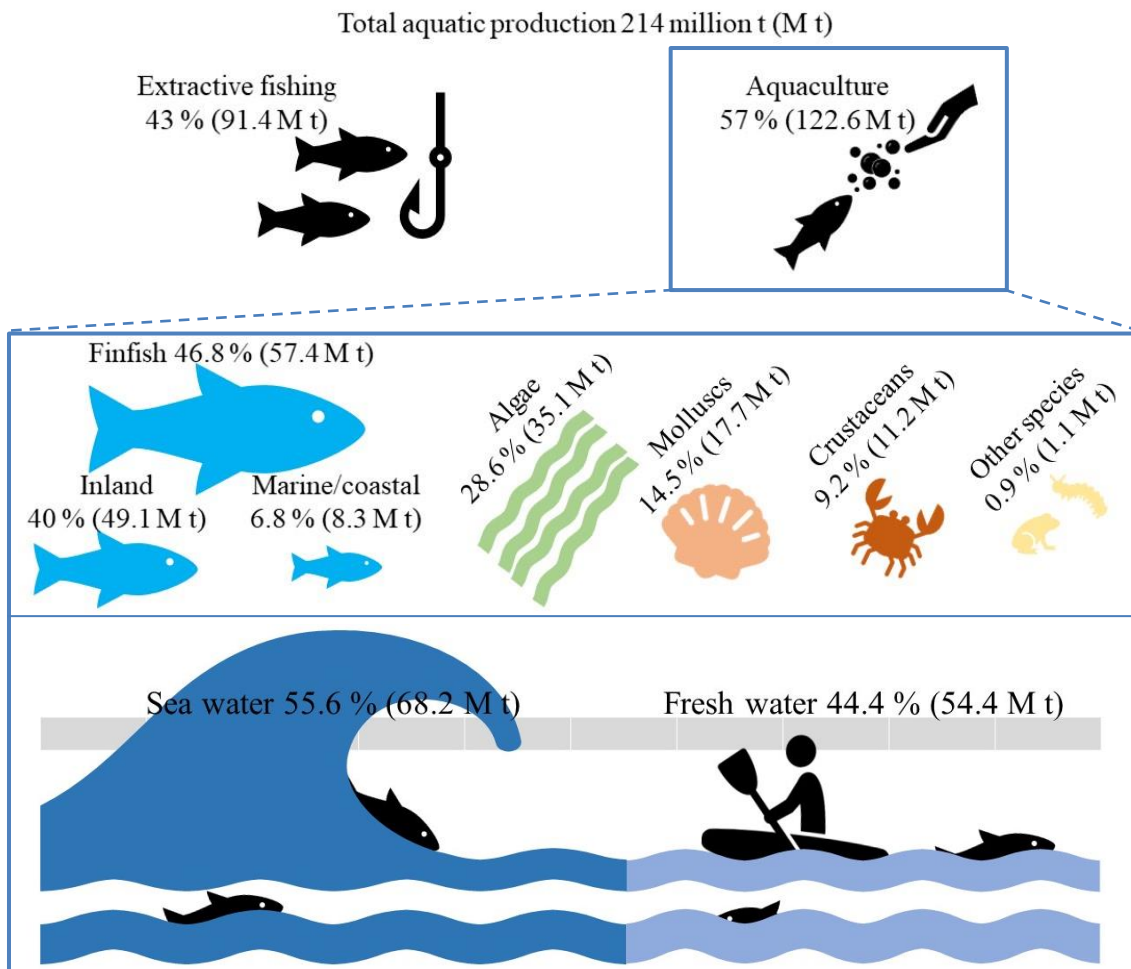 Total aquatic production 214 million t (M t)
Extractive fishing
43 % (91.4 M t)
Aquaculture
57 % (122.6 M t)
Finfish 46.8 % (57.4 M t)
Inland
40 % (49.1 M t)
Marine/coastal
6.8 % (8.3 M t)
Algae
28.6 % (35.1 M t)
Molluscs
14.5 % (17.7 M t)
Crustaceans
9.2 % (11.2 M t)
Other species
0.9 % (1.1 M t)
Sea water 55.6 % (68.2 M t)
Fresh water 44.4 % (54.4 M t)